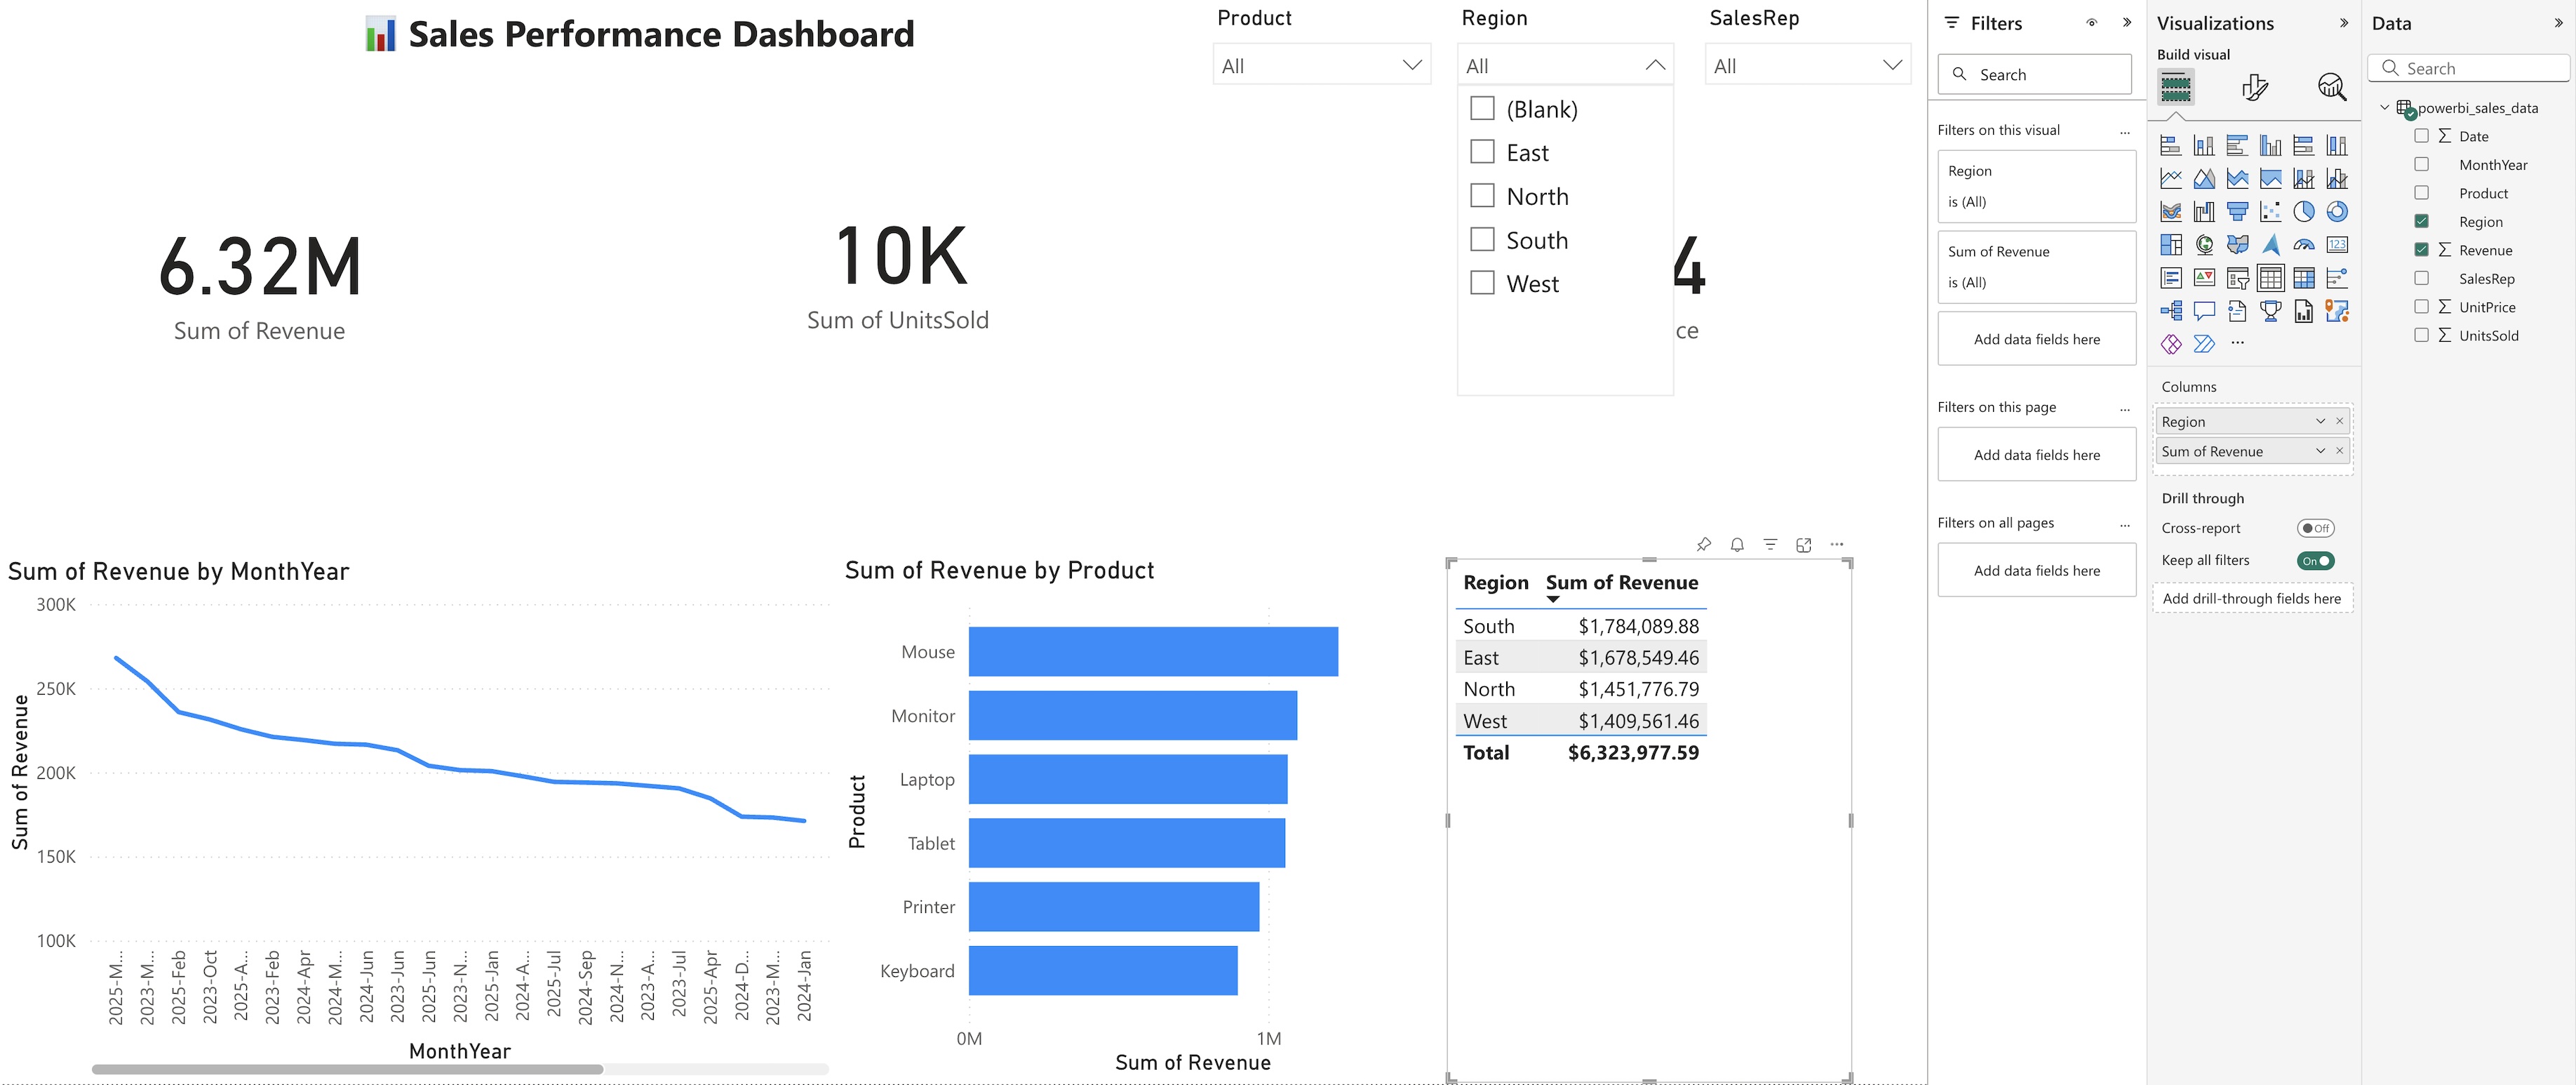 Sales Performance Dashboard
Product
All
Region
All
(Blank)
East
North
South
West
SalesRep
All
6.32M
Sum of Revenue
10K
Sum of UnitsSold
4
ce
Sum of Revenue by MonthYear
Sum of Revenue
300K
250K
200K
150K
100K
2025-M...
2023-M...
2025-Feb
2023-Oct
2025-A...
2023-Feb
2024-Apr
2024-M...
2024-Jun
2023-Jun
2025-Jun
2023-N...
2025-Jan
2024-A...
2025-Jul
2024-Sep
2024-N...
2023-A...
2023-Jul
2025-Apr
2024-D...
2023-M...
2024-Jan
MonthYear
Sum of Revenue by Product
Product
Mouse
Monitor
Laptop
Tablet
Printer
Keyboard
0M 1M
Sum of Revenue
Region Sum of Revenue
South $1,784,089.88
East $1,678,549.46
North $1,451,776.79
West $1,409,561.46
Total $6,323,977.59
Filters
Search
Filters on this visual ...
Region
is (All)
Sum of Revenue
is (All)
Add data fields here
Filters on this page ...
Add data fields here
Filters on all pages ...
Add data fields here
Visualizations
Build visual
123
...
Columns
Region
Sum of Revenue
Drill through
Cross-report Off
Keep all filters On
Add drill-through fields here
Data
Search
powerbi_sales_data
Σ Date
MonthYear
Product
Region
Σ Revenue
SalesRep
Σ UnitPrice
Σ UnitsSold